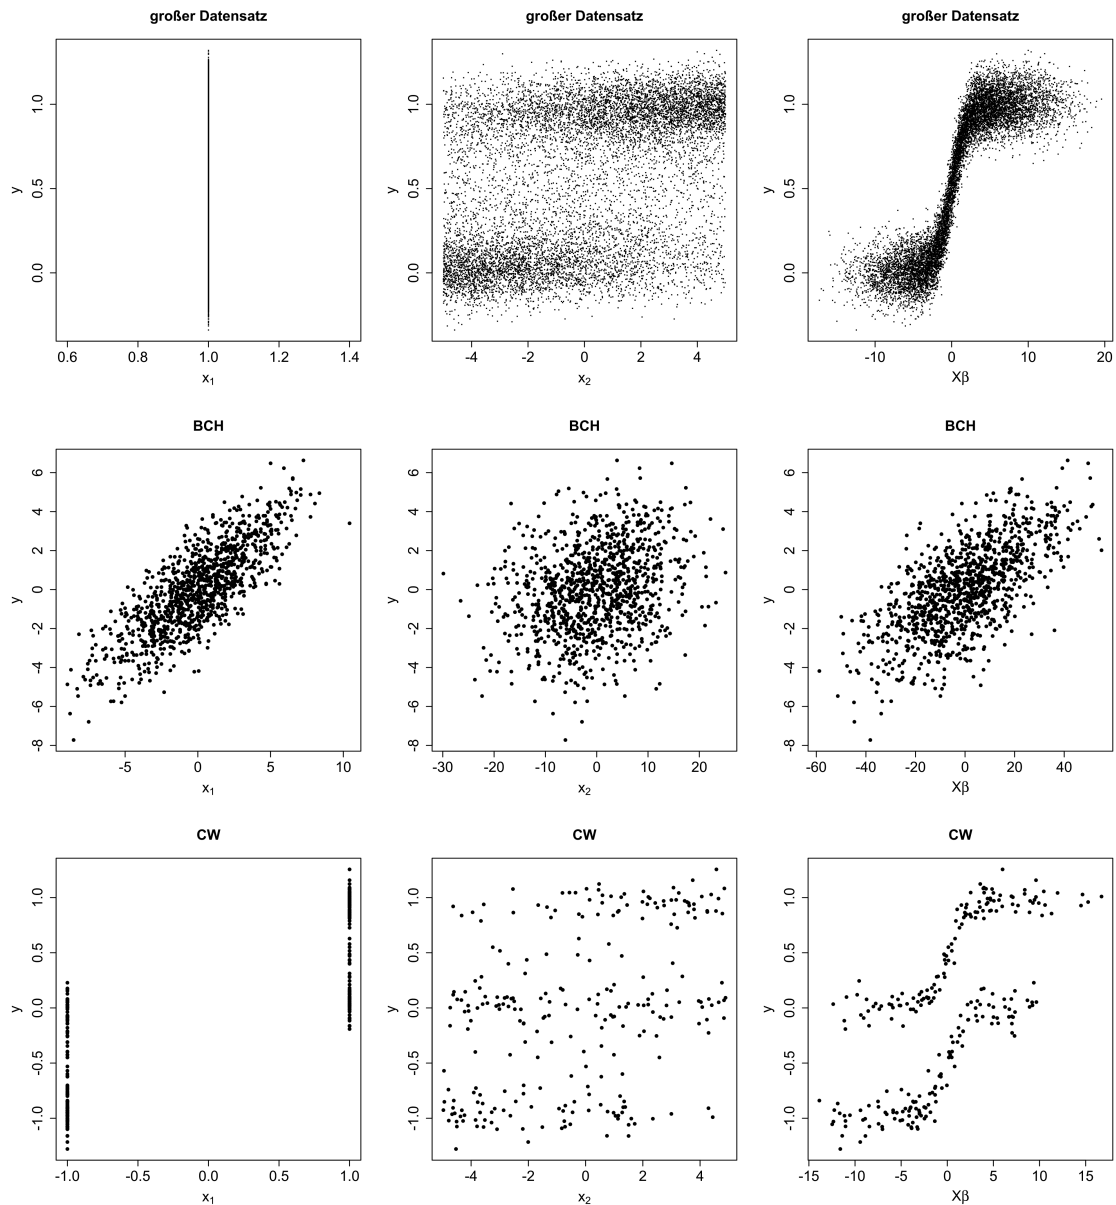 großer Datensatz großer Datensatz großer Datensatz
y 0.0 0.5 1.0 y 0.0 0.5 1.0 y 0.0 0.5 1.0
0.6 0.8 1.0 1.2 1.4 -4 -2 0 2 4 -10 0 10 20
x₁ x₂ Xβ
BCH BCH BCH
y -8 -6 -4 -2 0 2 4 6 y -8 -6 -4 -2 0 2 4 6 y -8 -6 -4 -2 0 2 4 6
-5 0 5 10 -30 -20 -10 0 10 20 -60 -40 -20 0 20 40
x₁ x₂ Xβ
CW CW CW
y -1.0 -0.5 0.0 0.5 1.0 y -1.0 -0.5 0.0 0.5 1.0 y -1.0 -0.5 0.0 0.5 1.0
-1.0 -0.5 0.0 0.5 1.0 -4 -2 0 2 4 -15 -10 -5 0 5 10 15
x₁ x₂ Xβ